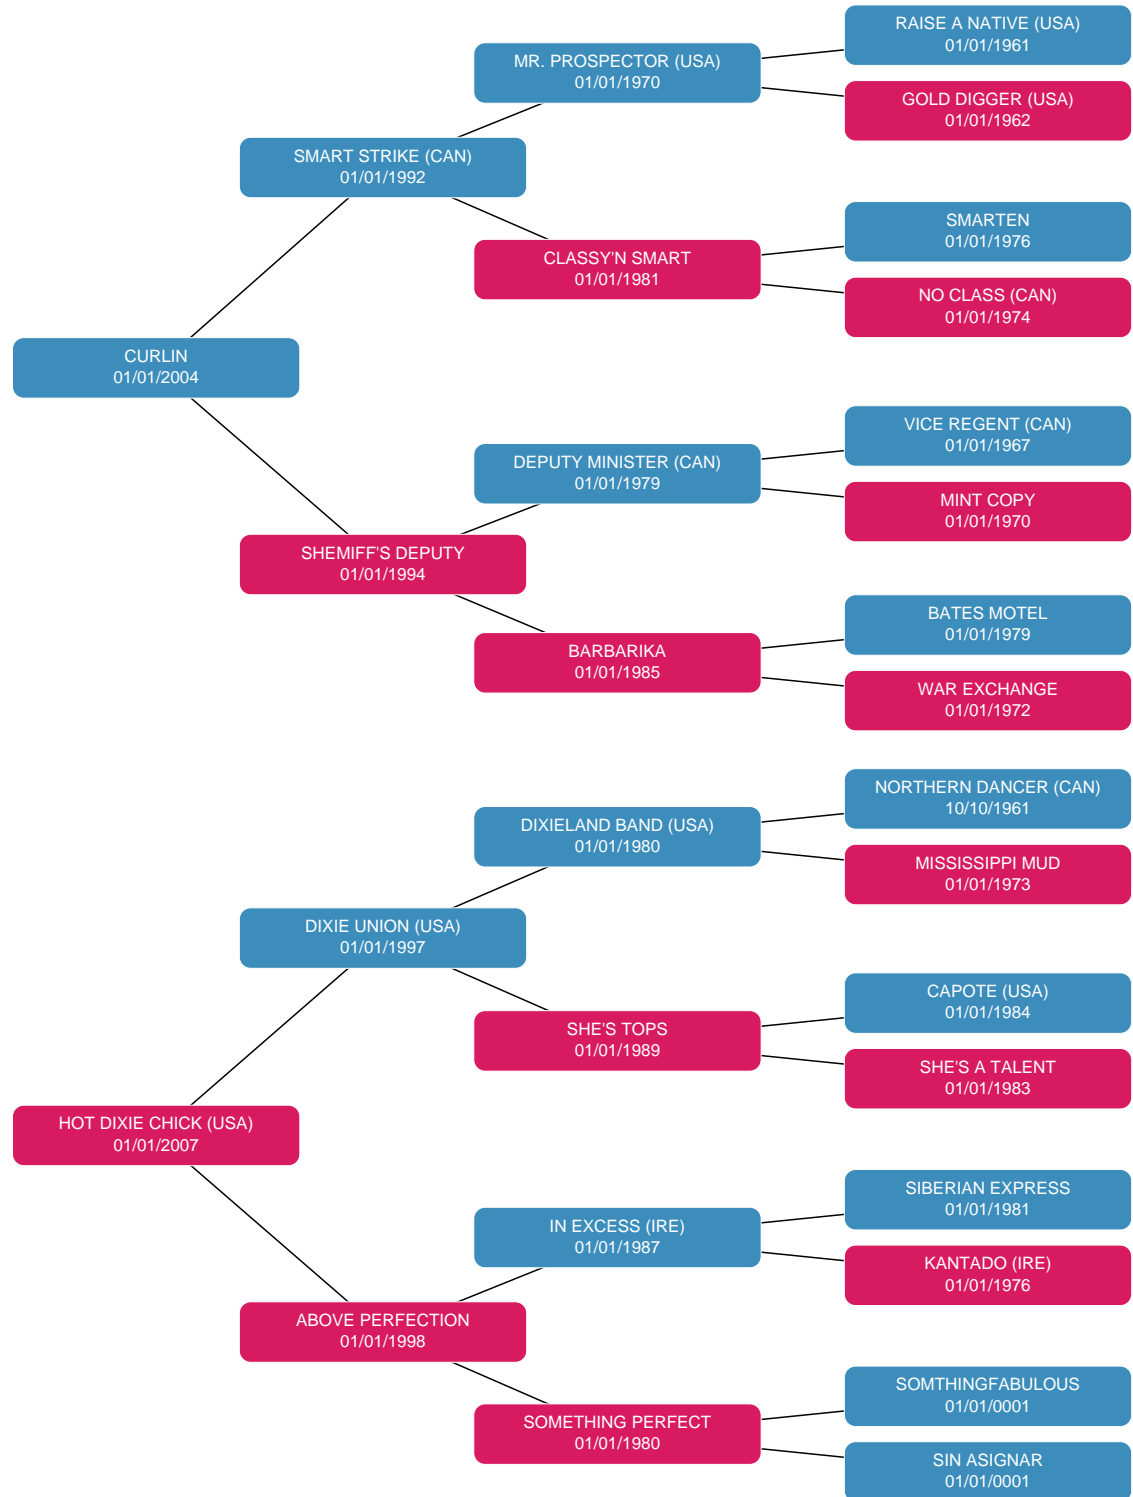 RAISE A NATIVE (USA)
01/01/1961
MR. PROSPECTOR (USA)
01/01/1970
GOLD DIGGER (USA)
01/01/1962
SMART STRIKE (CAN)
01/01/1992
SMARTEN
01/01/1976
CLASSY'N SMART
01/01/1981
NO CLASS (CAN)
01/01/1974
CURLIN
01/01/2004
VICE REGENT (CAN)
01/01/1967
DEPUTY MINISTER (CAN)
01/01/1979
MINT COPY
01/01/1970
SHEMIFF'S DEPUTY
01/01/1994
BATES MOTEL
01/01/1979
BARBARIKA
01/01/1985
WAR EXCHANGE
01/01/1972
NORTHERN DANCER (CAN)
10/10/1961
DIXIELAND BAND (USA)
01/01/1980
MISSISSIPPI MUD
01/01/1973
DIXIE UNION (USA)
01/01/1997
CAPOTE (USA)
01/01/1984
SHE'S TOPS
01/01/1989
SHE'S A TALENT
01/01/1983
HOT DIXIE CHICK (USA)
01/01/2007
SIBERIAN EXPRESS
01/01/1981
IN EXCESS (IRE)
01/01/1987
KANTADO (IRE)
01/01/1976
ABOVE PERFECTION
01/01/1998
SOMTHINGFABULOUS
01/01/0001
SOMETHING PERFECT
01/01/1980
SIN ASIGNAR
01/01/0001